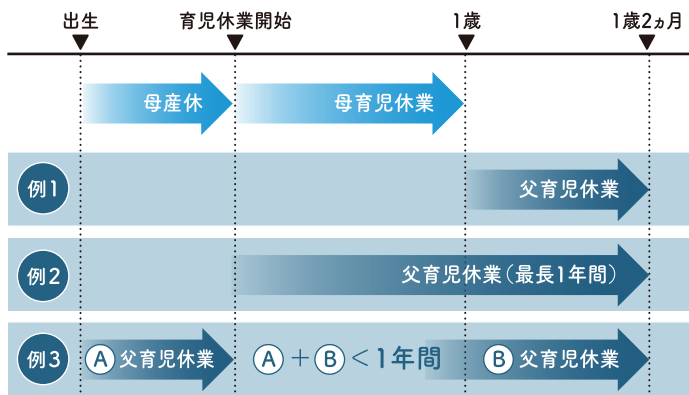 出生 育児休業開始 1歳 1歳2ヵ月
母産休 母育児休業
例1 父育児休業
例2 父育児休業(最長1年間)
例3 A 父育児休業 A+B<1年間 B 父育児休業